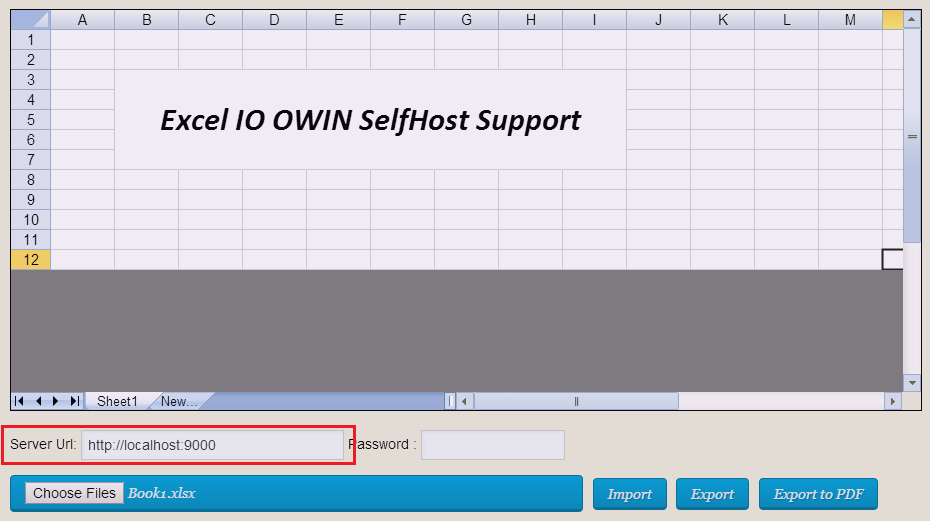 A B C D E F G H I J K L M
1
2
3
4
5
6
7
8
9
10
11
12
Excel IO OWIN SelfHost Support
Sheet1 New...
Server Url: http://localhost:9000 Password :
Choose Files Book1.xlsx Import Export Export to PDF